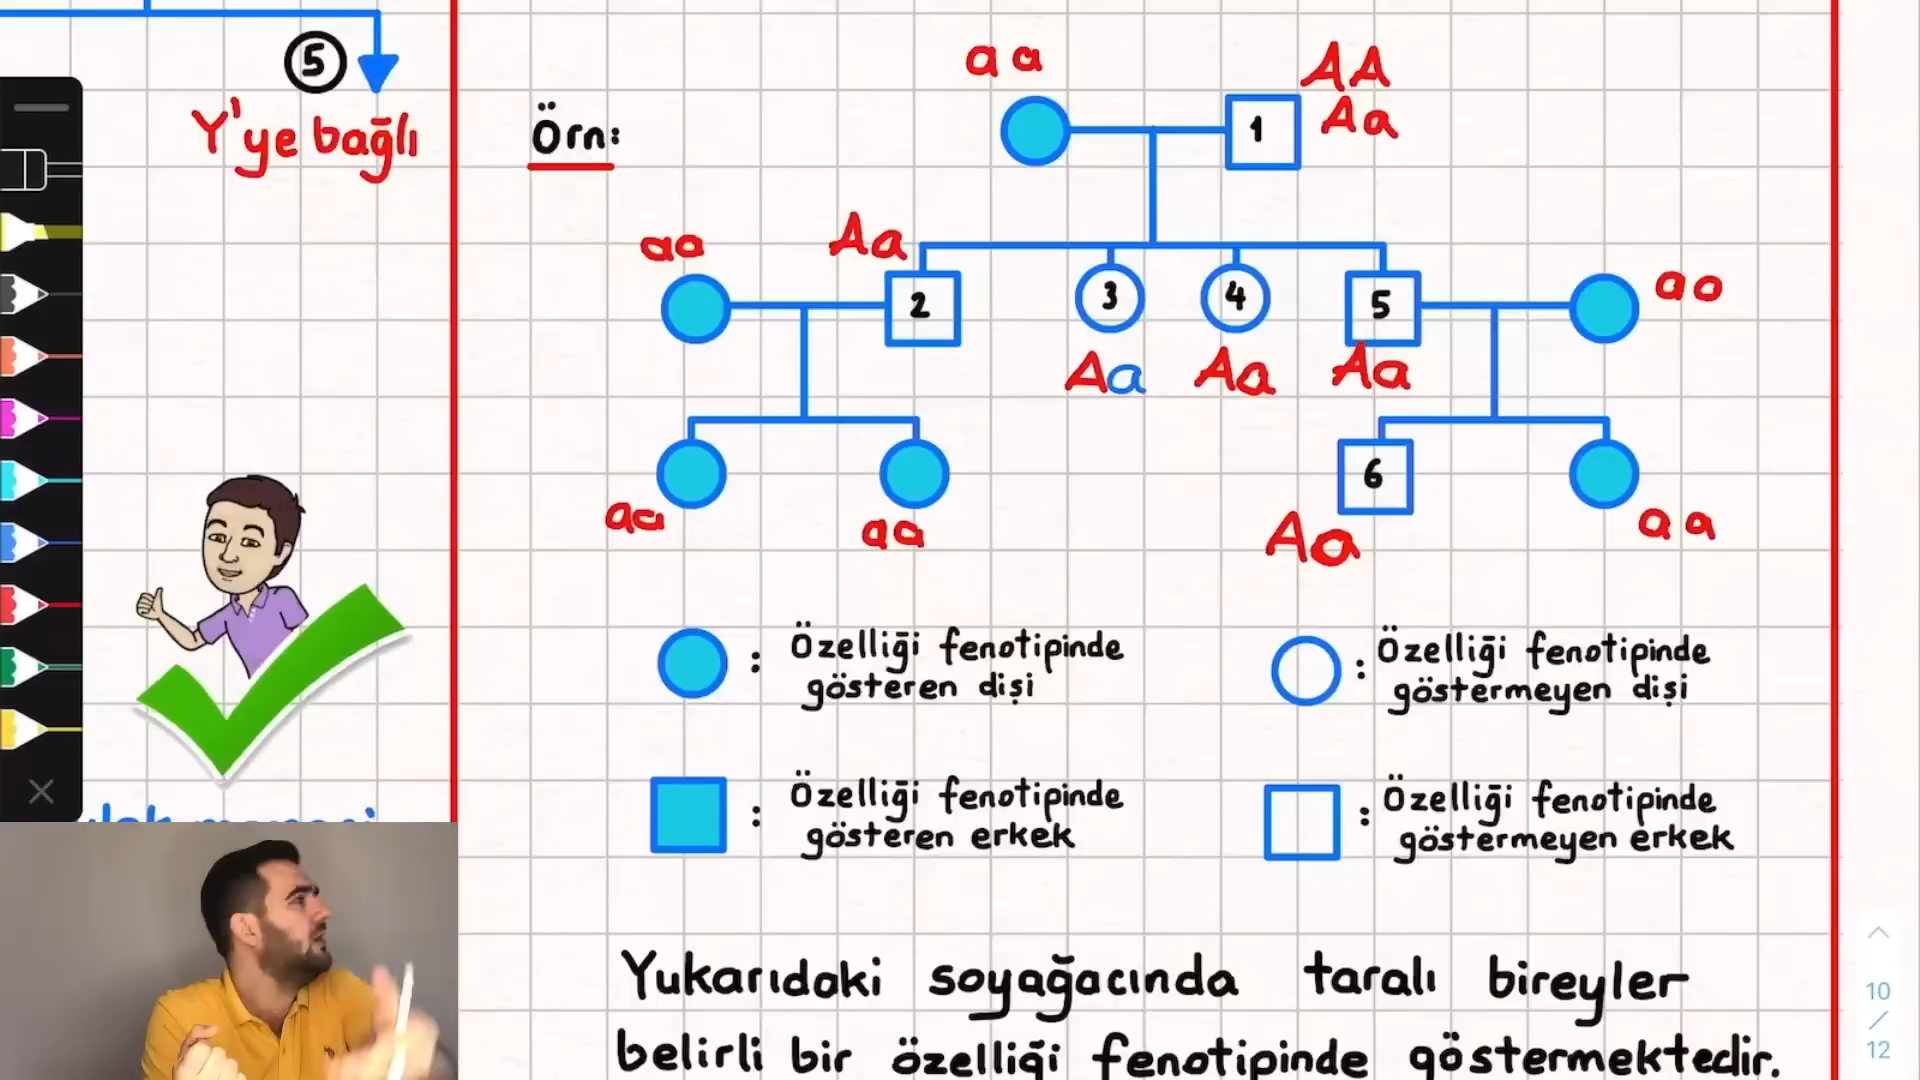 5
Y'ye bağlı
Örn:
aa
1
AA
Aa
aa
Aa
2
3
4
5
aa
Aa
Aa
Aa
6
aa
aa
Aa
aa
: Özelliği fenotipinde
gösteren dişi
: Özelliği fenotipinde
göstermeyen dişi
: Özelliği fenotipinde
gösteren erkek
: Özelliği fenotipinde
göstermeyen erkek
Yukarıdaki soyağacında taralı bireyler
belirli bir özelliği fenotipinde göstermektedir.
10
/
12